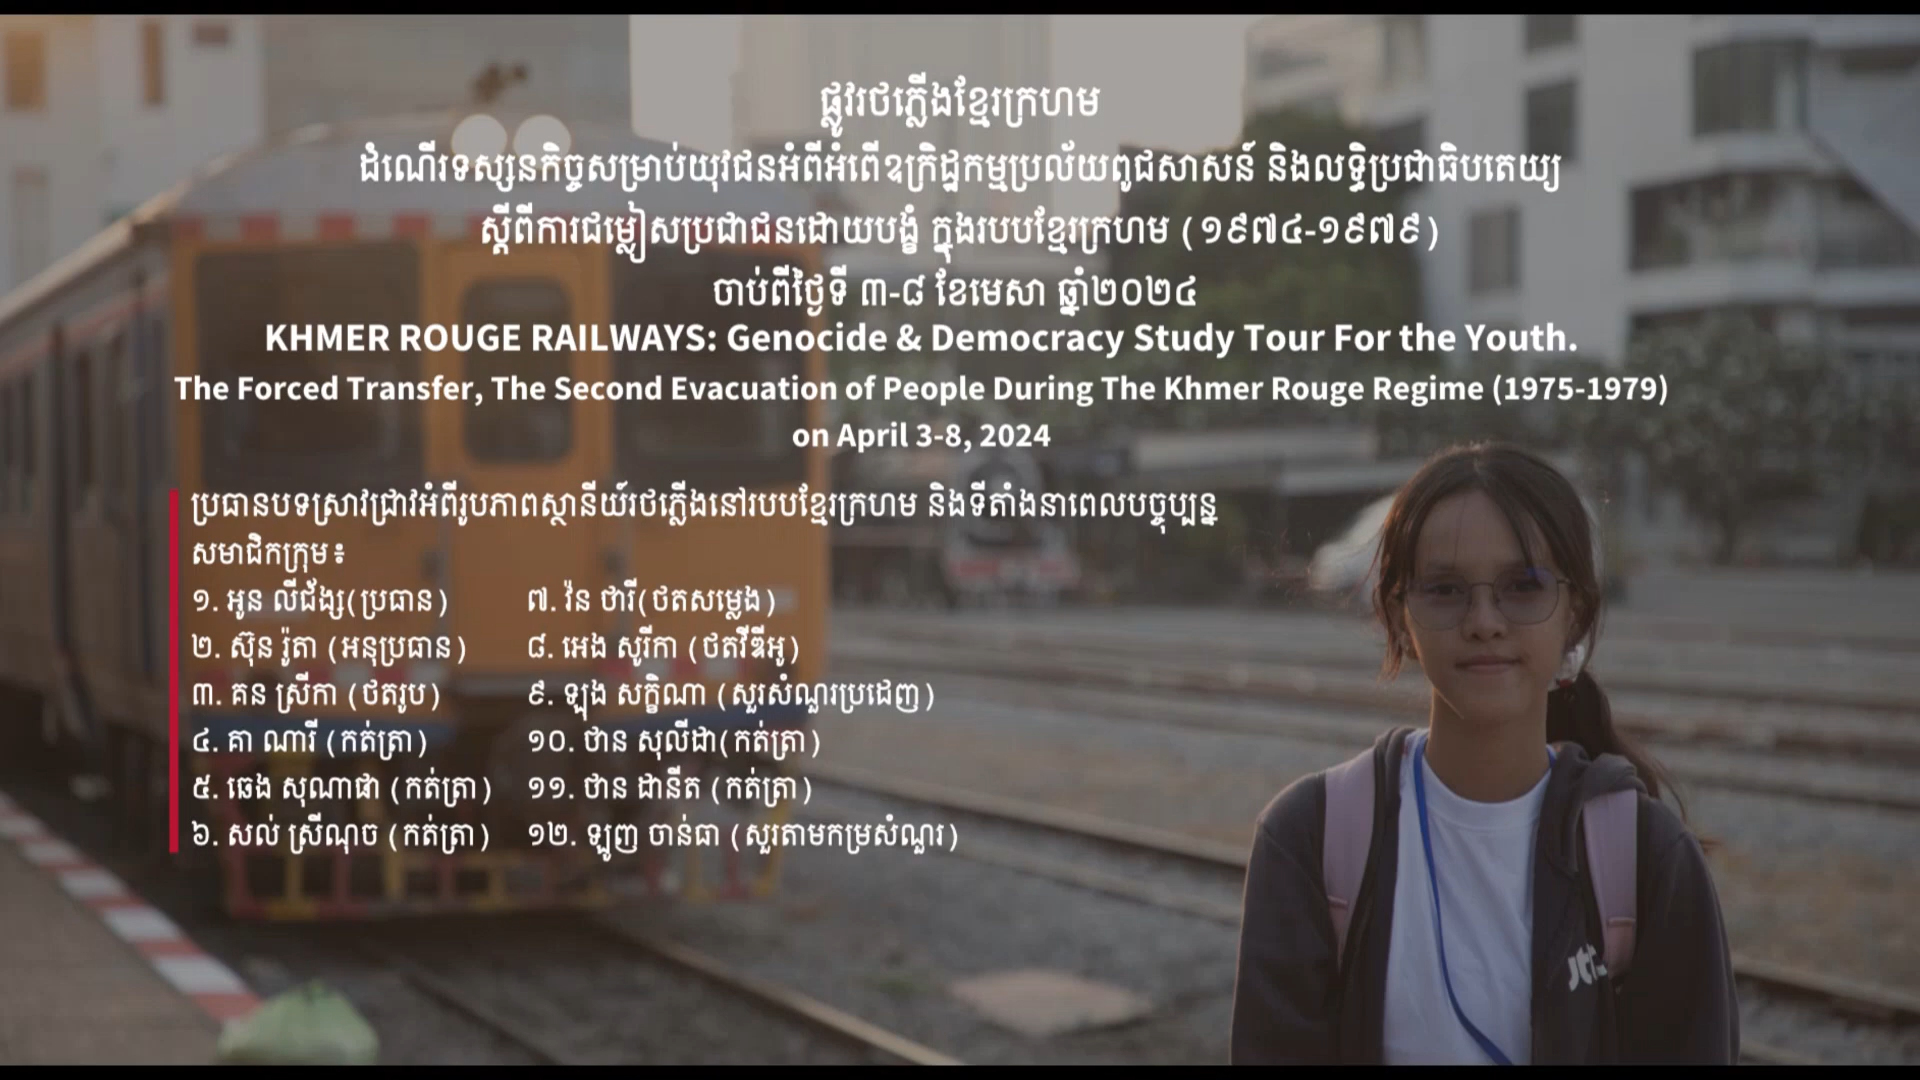 ផ្លូវរថភ្លើងខ្មែរក្រហម
ដំណើរទស្សនកិច្ចសម្រាប់យុវជនអំពីអំពើឧក្រិដ្ឋកម្មប្រល័យពូជសាសន៍ និងលទ្ធិប្រជាធិបតេយ្យ
ស្តីពីការជម្លៀសប្រជាជនដោយបង្ខំ ក្នុងរបបខ្មែរក្រហម (១៩៧៤-១៩៧៩)
ចាប់ពីថ្ងៃទី ៣-៨ ខែមេសា ឆ្នាំ២០២៤
KHMER ROUGE RAILWAYS: Genocide & Democracy Study Tour For the Youth.
The Forced Transfer, The Second Evacuation of People During The Khmer Rouge Regime (1975-1979)
on April 3-8, 2024
ប្រធានបទស្រាវជ្រាវអំពីរូបភាពស្ថានីយ៍រថភ្លើងនៅរបបខ្មែរក្រហម និងទីតាំងនាពេលបច្ចុប្បន្ន
សមាជិកក្រុម៖
១. អូន លីជ័ង្ស(ប្រធាន)
២. ស៊ុន រ៉ូតា (អនុប្រធាន)
៣. គន ស្រីកា (ថតរូប)
៤. គា ណារី (កត់ត្រា)
៥. ឆេង សុណាផា (កត់ត្រា)
៦. សល់ ស្រីណុច (កត់ត្រា)
៧. វ៉ន ថារី(ថតសម្លេង)
៨. អេង សូរីកា (ថតវីឌីអូ)
៩. ឡុង សក្ខិណា (សួរសំណួរប្រដេញ)
១០. ថាន សុលីដា(កត់ត្រា)
១១. ថាន ដានីត (កត់ត្រា)
១២. ឡូញ ចាន់ធា (សួរតាមកម្រសំណួរ)